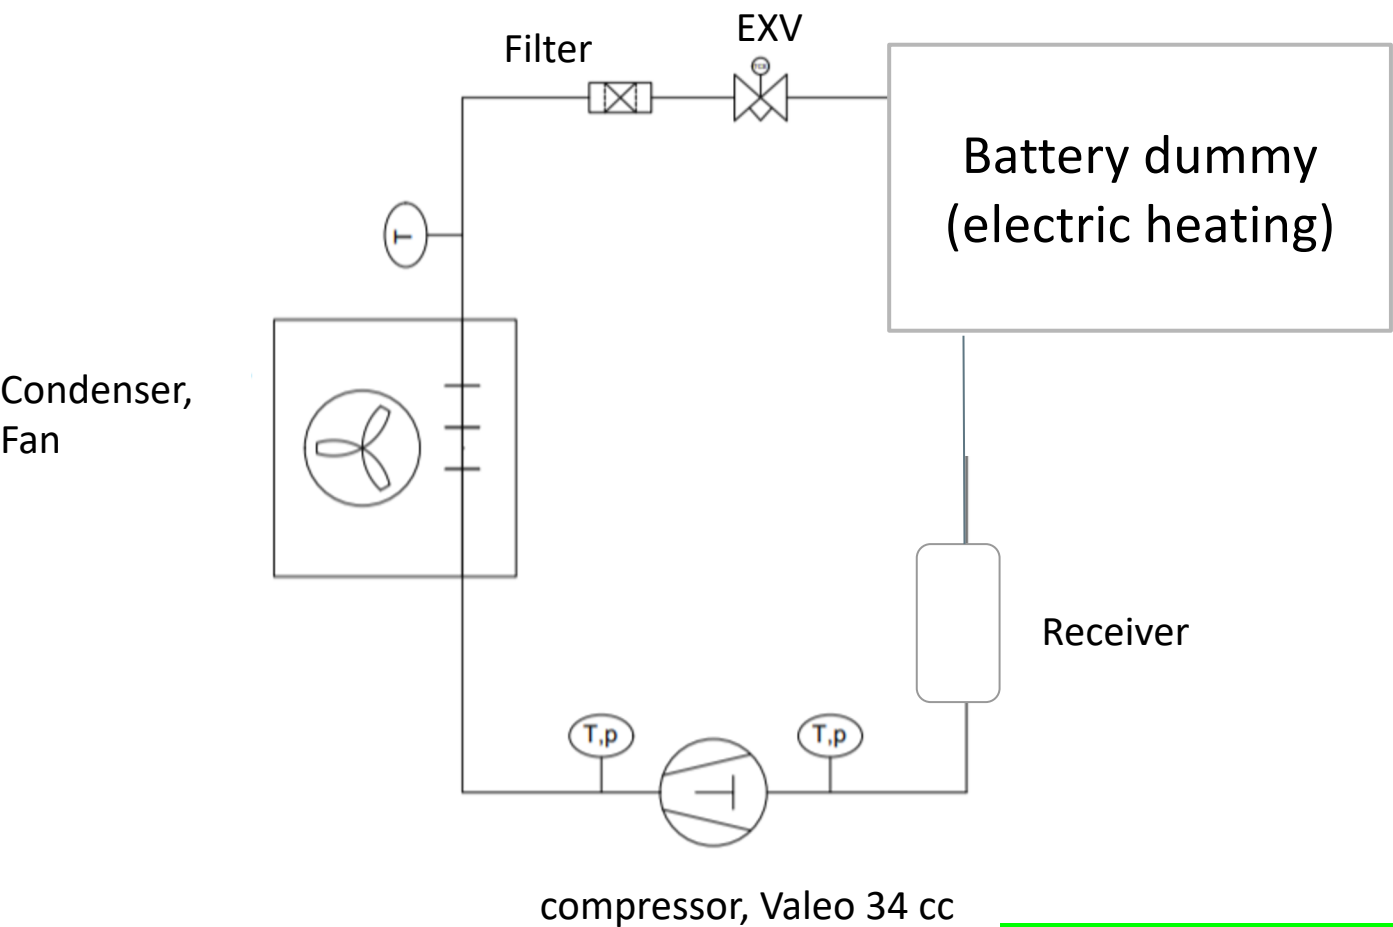 EXV
Filter
Battery dummy
(electric heating)
T
Condenser,
Fan
Receiver
T,p
T,p
compressor, Valeo 34 cc